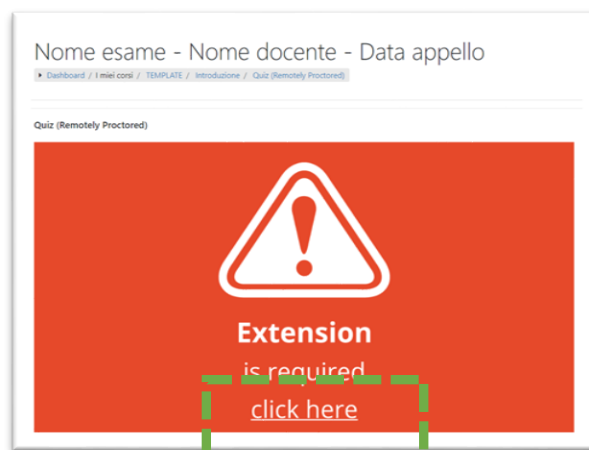 Nome esame - Nome docente - Data appello
Dashboard / I miei corsi / TEMPLATE / Introduzione / Quiz (Remotely Proctored)
Quiz (Remotely Proctored)
!
Extension
is required
click here